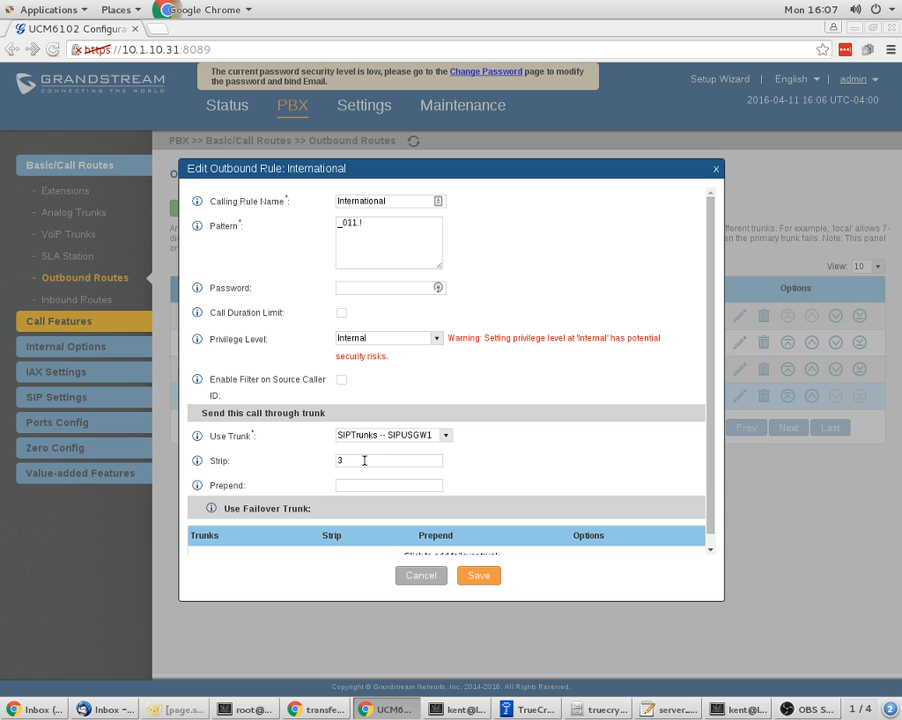 Applications Places Google Chrome Mon 16:07
UCM6102 Configura ×
https://10.1.10.31:8089
GRANDSTREAM
CONNECTING THE WORLD
The current password security level is low, please go to the Change Password page to modify
the password and bind Email.
Setup Wizard | English | admin
2016-04-11 16:06 UTC-04:00
Status PBX Settings Maintenance
PBX >> Basic/Call Routes >> Outbound Routes
Basic/Call Routes
- Extensions
- Analog Trunks
- VoIP Trunks
- SLA Station
- Outbound Routes
- Inbound Routes
Call Features
Internal Options
IAX Settings
SIP Settings
Ports Config
Zero Config
Value-added Features
Edit Outbound Rule: International X
Calling Rule Name*: International
Pattern*: _011.!
Password:
Call Duration Limit:
Privilege Level: Internal Warning: Setting privilege level at 'Internal' has potential
security risks.
Enable Filter on Source Caller
ID:
Send this call through trunk
Use Trunk*: SIPTrunks -- SIPUSGW1
Strip: 3
Prepend:
Use Failover Trunk:
Trunks Strip Prepend Options
Click to add failover trunk
Cancel Save
fferent trunks. For example, 'local' allows 7-
n the primary trunk fails. Note: This panel
View: 10
Options
Prev Next Last
Copyright © Grandstream Networks, Inc. 2014-2016. All Rights Reserved.
Inbox (... Inbox -... [page.s... root@... transfe... UCM6... kent@l... TrueCr... truecry... server_... kent@l... OBS S... 1 / 4 2